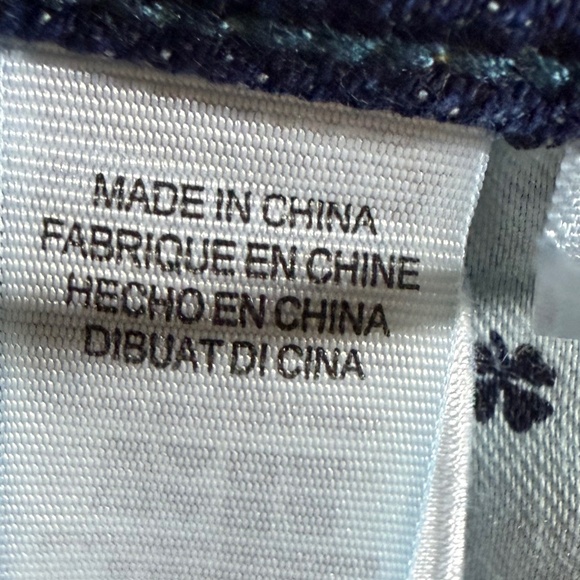 MADE IN CHINA
FABRIQUE EN CHINE
HECHO EN CHINA
DIBUAT DI CINA